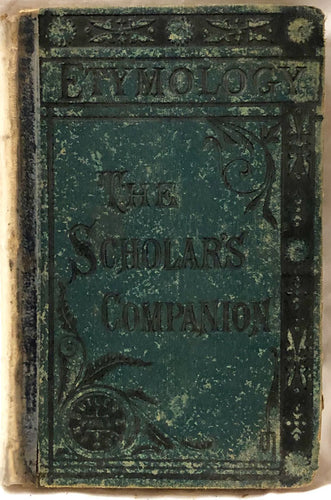 ETYMOLOGY
THE
SCHOLAR'S
COMPANION